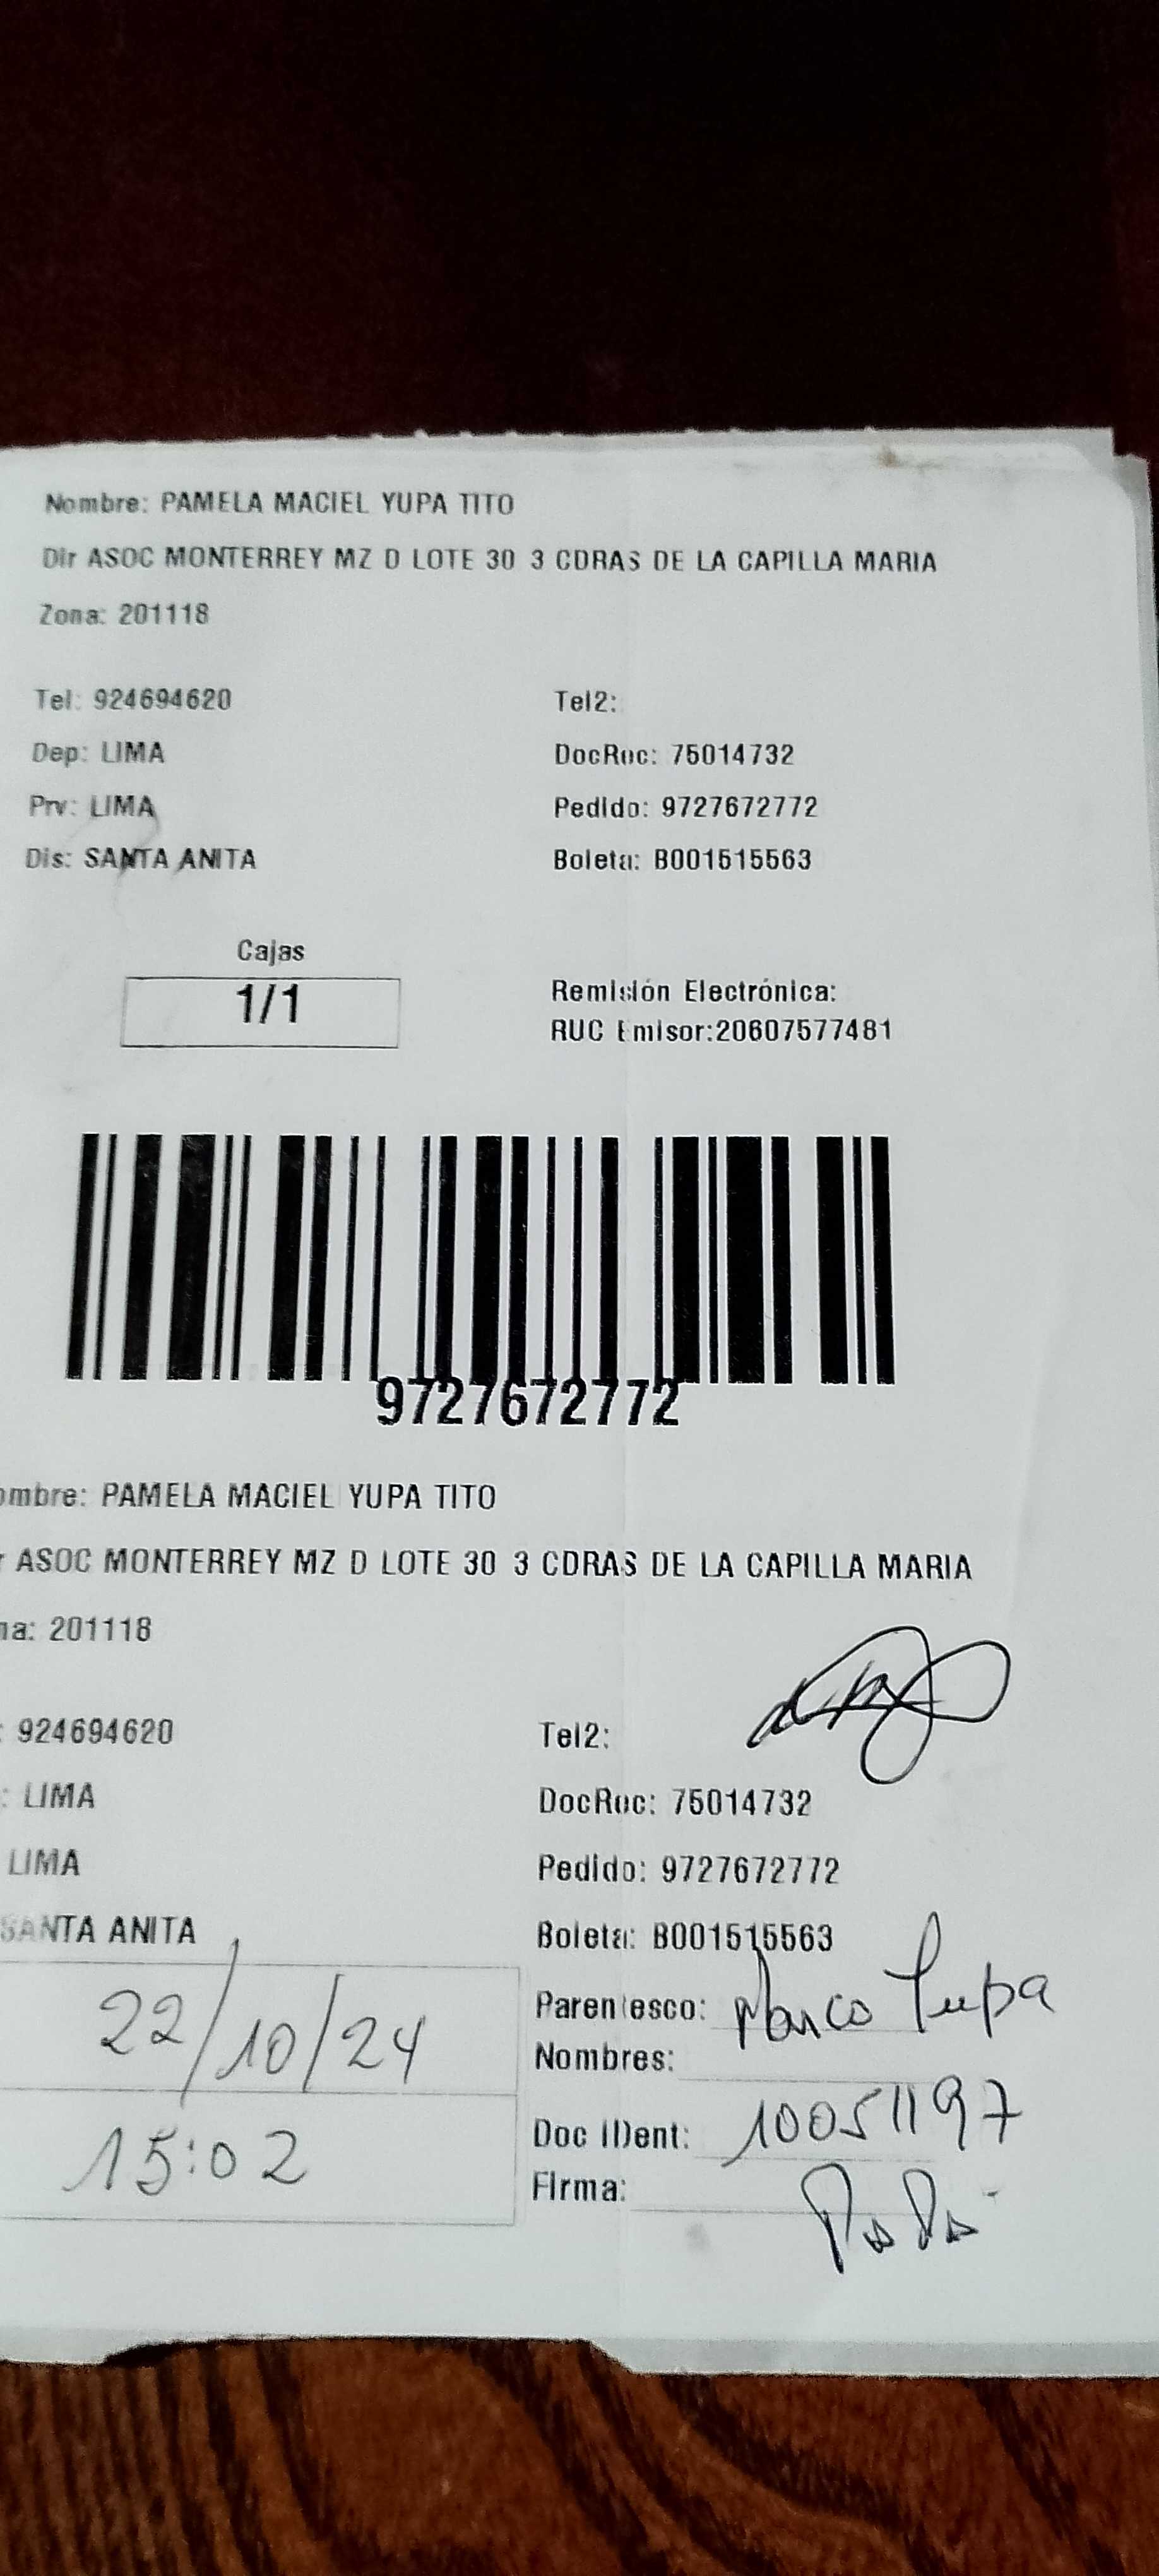 Nombre: PAMELA MACIEL YUPA TITO
Dir ASOC MONTERREY MZ D LOTE 30 3 CDRAS DE LA CAPILLA MARIA
Zona: 201118
Tel: 924694620 Tel2:
Dep: LIMA DocRec: 75014732
Prv: LIMA Pedido: 9727672772
Dis: SANTA ANITA Boleta: B001515563
Cajas
1/1
Remisión Electrónica:
RUC Emisor:20607577481
9727672772
ombre: PAMELA MACIEL YUPA TITO
r ASOC MONTERREY MZ D LOTE 30 3 CDRAS DE LA CAPILLA MARIA
na: 201118
: 924694620 Tel2:
: LIMA DocRec: 75014732
LIMA Pedido: 9727672772
SANTA ANITA Boleta: B001515563
22/10/24 Parentesco: Marco Yupa
Nombres:
15:02 Doc IDent: 10051197
Firma: